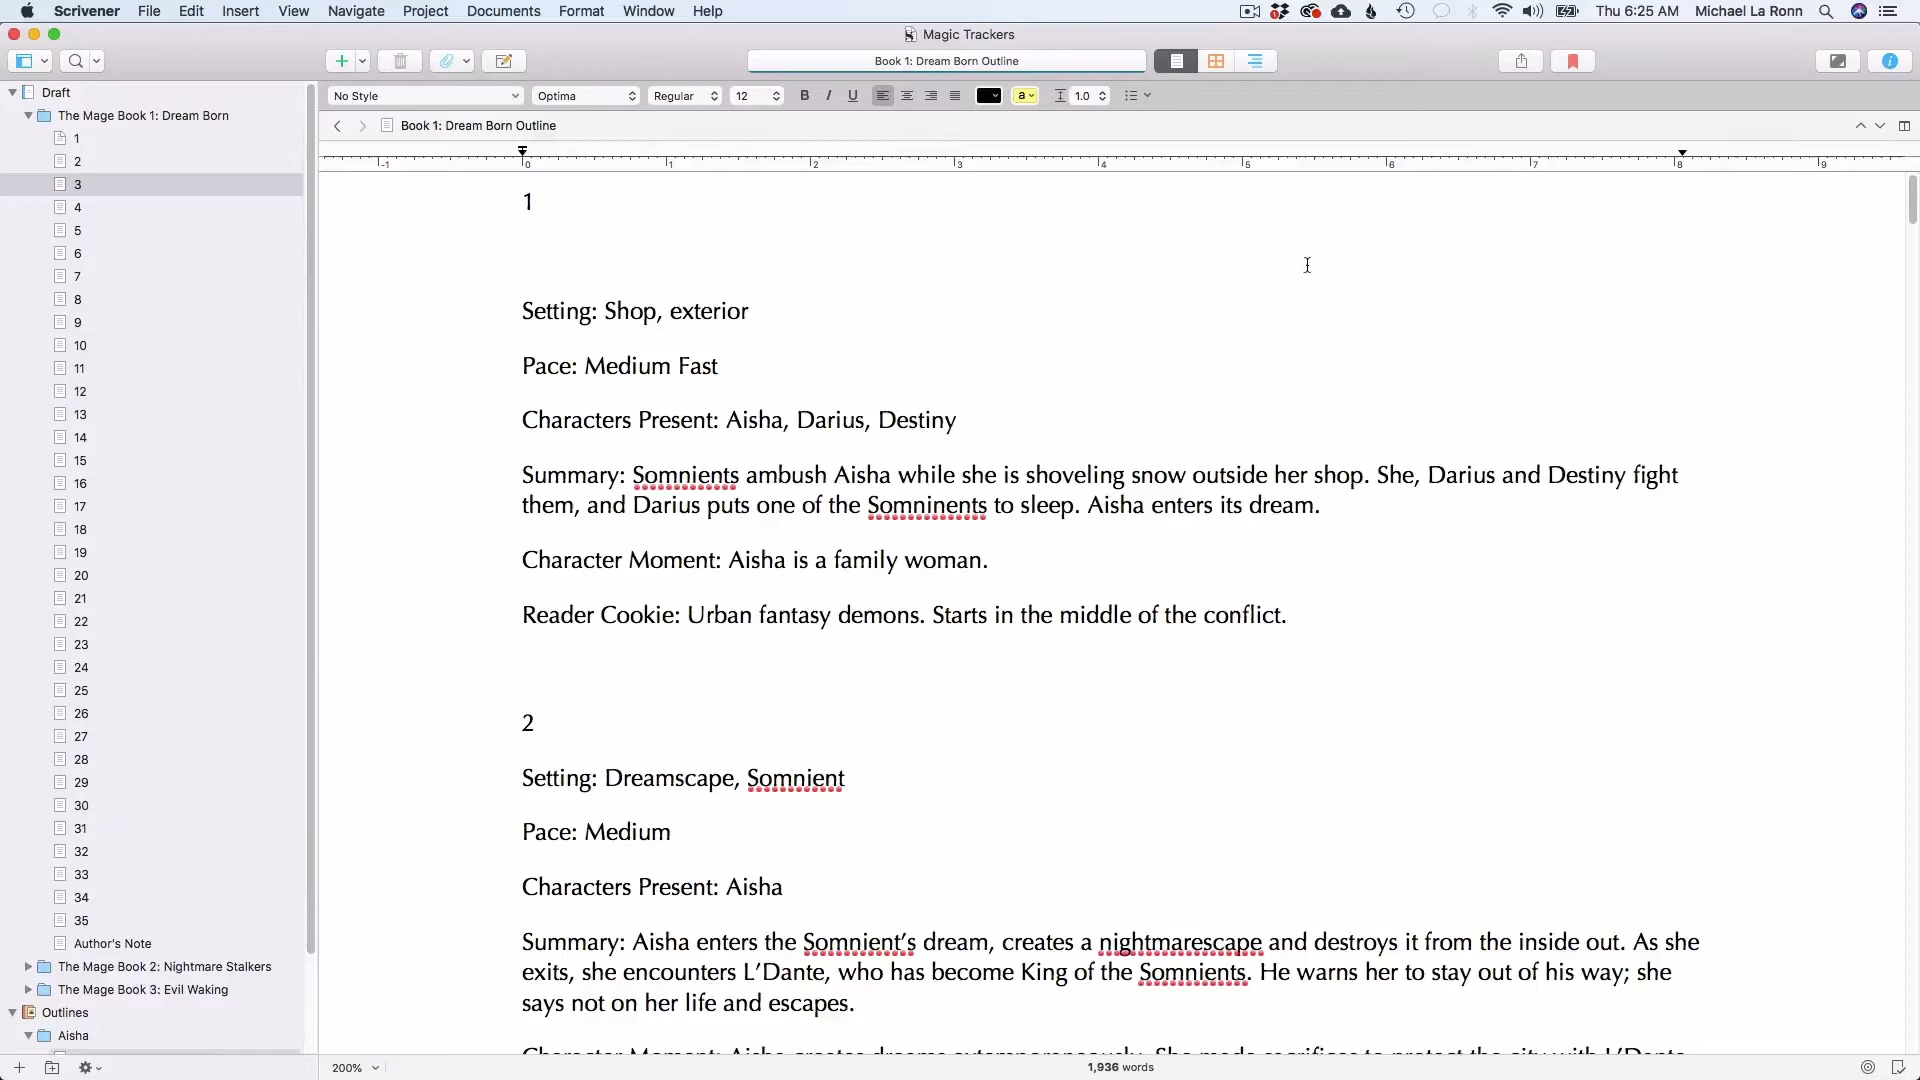 Scrivener File Edit Insert View Navigate Project Documents Format Window Help Thu 6:25 AM Michael La Ronn
Magic Trackers
Book 1: Dream Born Outline
No Style Optima Regular 12 B I U a 1.0
Book 1: Dream Born Outline
-1 0 1 2 3 4 5 6 7 8 9
Draft
The Mage Book 1: Dream Born
1
2
3
4
5
6
7
8
9
10
11
12
13
14
15
16
17
18
19
20
21
22
23
24
25
26
27
28
29
30
31
32
33
34
35
Author's Note
The Mage Book 2: Nightmare Stalkers
The Mage Book 3: Evil Waking
Outlines
Aisha
1
Setting: Shop, exterior
Pace: Medium Fast
Characters Present: Aisha, Darius, Destiny
Summary: Somnients ambush Aisha while she is shoveling snow outside her shop. She, Darius and Destiny fight
them, and Darius puts one of the Somninents to sleep. Aisha enters its dream.
Character Moment: Aisha is a family woman.
Reader Cookie: Urban fantasy demons. Starts in the middle of the conflict.
2
Setting: Dreamscape, Somnient
Pace: Medium
Characters Present: Aisha
Summary: Aisha enters the Somnient’s dream, creates a nightmarescape and destroys it from the inside out. As she
exits, she encounters L’Dante, who has become King of the Somnients. He warns her to stay out of his way; she
says not on her life and escapes.
200% 1,936 words